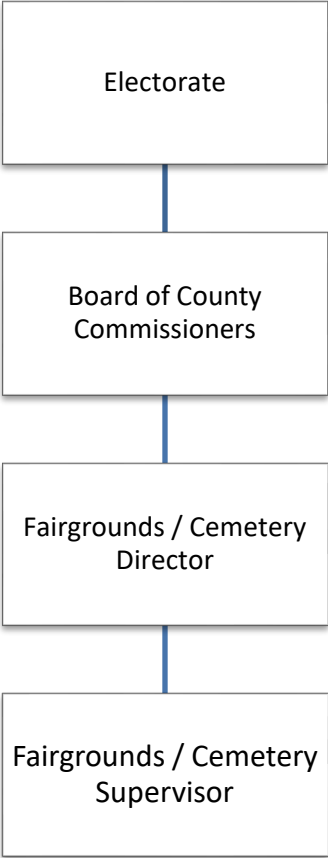 Electorate
Board of County
Commissioners
Fairgrounds / Cemetery
Director
Fairgrounds / Cemetery
Supervisor